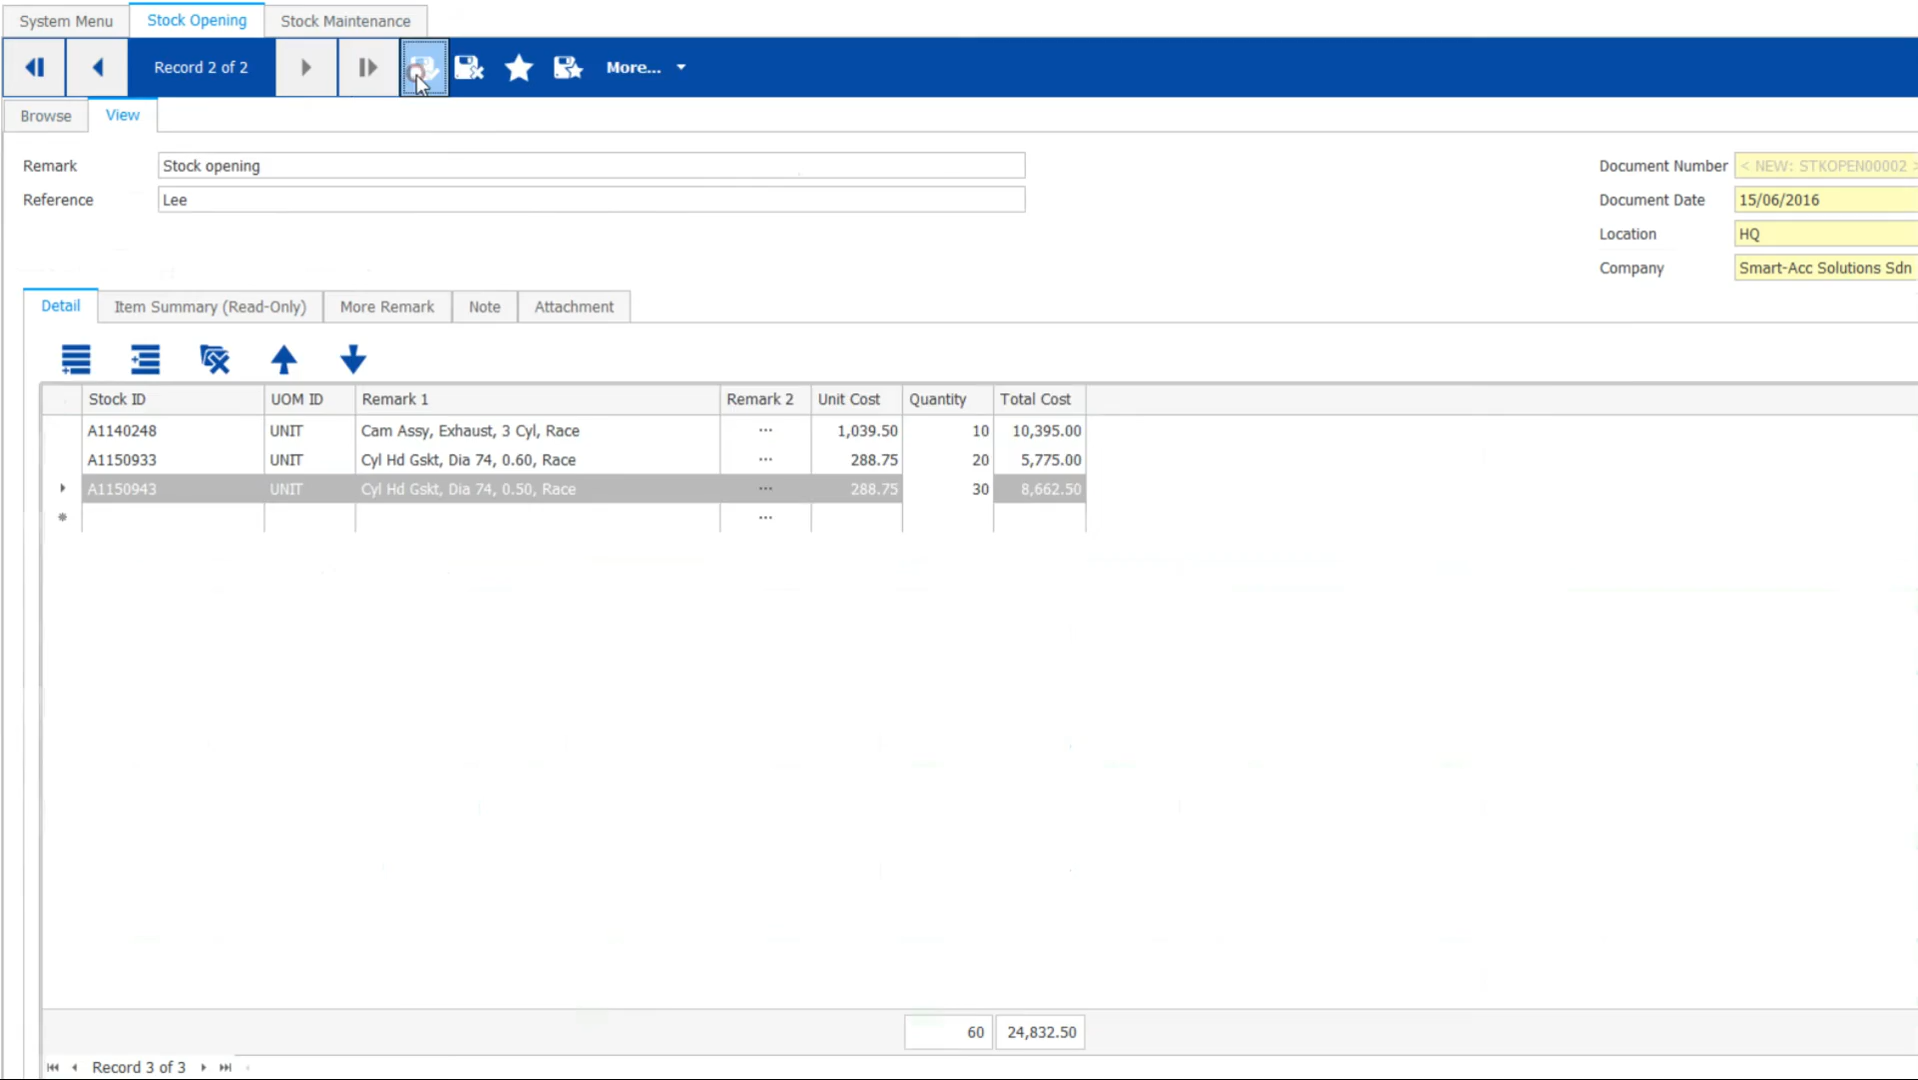 System Menu Stock Opening Stock Maintenance
Record 2 of 2 More...
Browse View
Remark Stock opening Document Number < NEW: STKOPEN00002 >
Reference Lee Document Date 15/06/2016
Location HQ
Company Smart-Acc Solutions Sdn
Detail Item Summary (Read-Only) More Remark Note Attachment
Stock ID UOM ID Remark 1 Remark 2 Unit Cost Quantity Total Cost
A1140248 UNIT Cam Assy, Exhaust, 3 Cyl, Race ... 1,039.50 10 10,395.00
A1150933 UNIT Cyl Hd Gskt, Dia 74, 0.60, Race ... 288.75 20 5,775.00
A1150943 UNIT Cyl Hd Gskt, Dia 74, 0.50, Race ... 288.75 30 8,662.50
...
60 24,832.50
Record 3 of 3